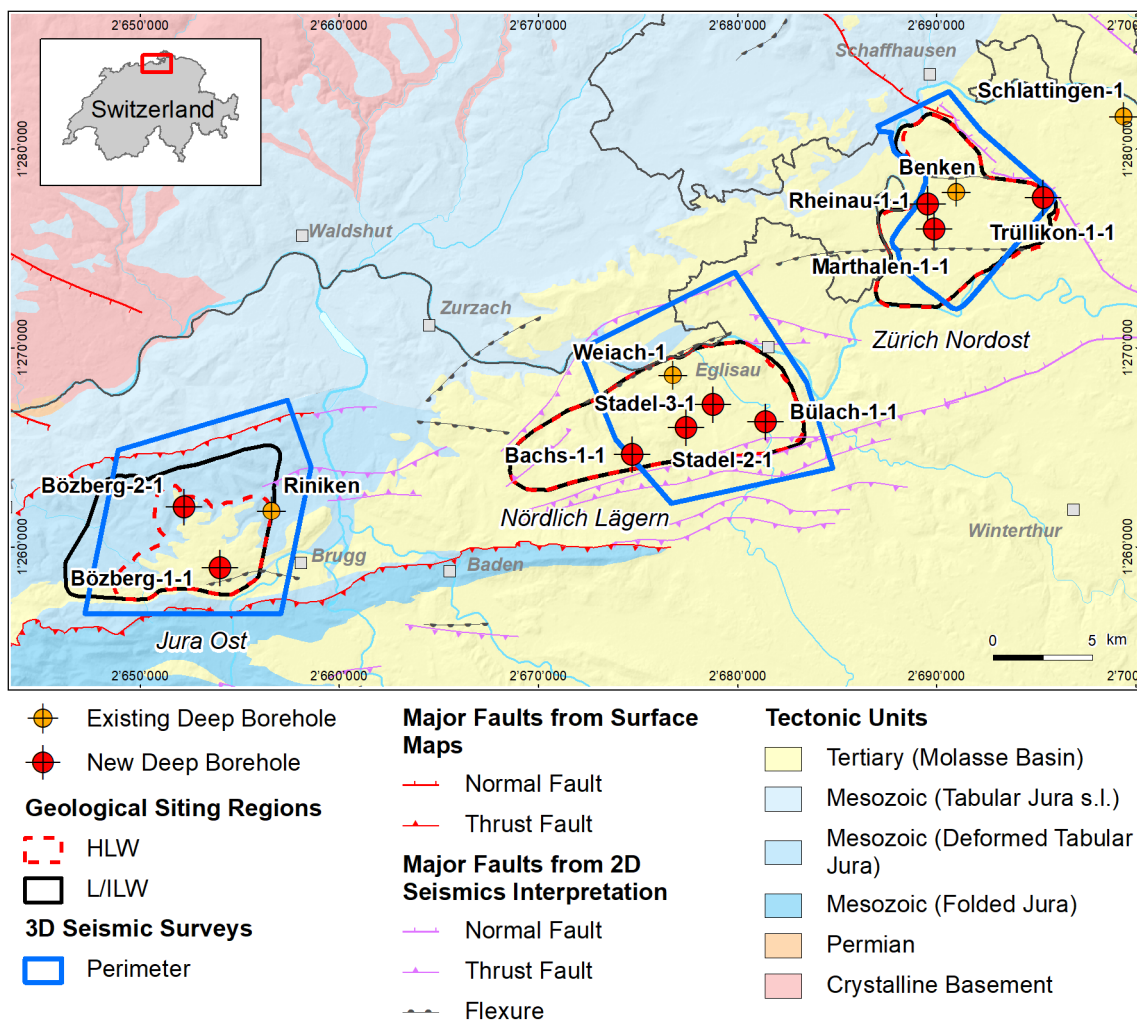 2'650'000
2'660'000
2'670'000
2'680'000
2'690'000
2'70
Switzerland
Schaffhausen
Schlattingen-1
1'280'000
1'280'000
Benken
Rheinau-1-1
Trüllikon-1-1
Marthalen-1-1
Waldshut
Zurzach
Zürich Nordost
1'270'000
1'270'000
Weiach-1
Eglisau
Stadel-3-1
Bülach-1-1
Bachs-1-1
Stadel-2-1
Bözberg-2-1
Riniken
Nördlich Lägern
Winterthur
1'260'000
1'260'000
Brugg
Baden
Bözberg-1-1
Jura Ost
0
5
km
2'650'000
2'660'000
2'670'000
2'680'000
2'690'000
2'70
Existing Deep Borehole
New Deep Borehole
Geological Siting Regions
HLW
L/ILW
3D Seismic Surveys
Perimeter
Major Faults from Surface
Maps
Normal Fault
Thrust Fault
Major Faults from 2D
Seismics Interpretation
Normal Fault
Thrust Fault
Flexure
Tectonic Units
Tertiary (Molasse Basin)
Mesozoic (Tabular Jura s.l.)
Mesozoic (Deformed Tabular
Jura)
Mesozoic (Folded Jura)
Permian
Crystalline Basement